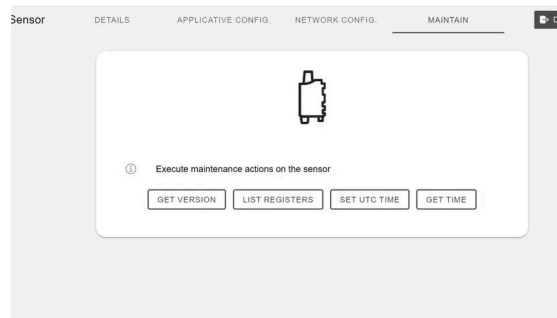 Sensor DETAILS APPLICATIVE CONFIG. NETWORK CONFIG. MAINTAIN
Execute maintenance actions on the sensor
GET VERSION LIST REGISTERS SET UTC TIME GET TIME